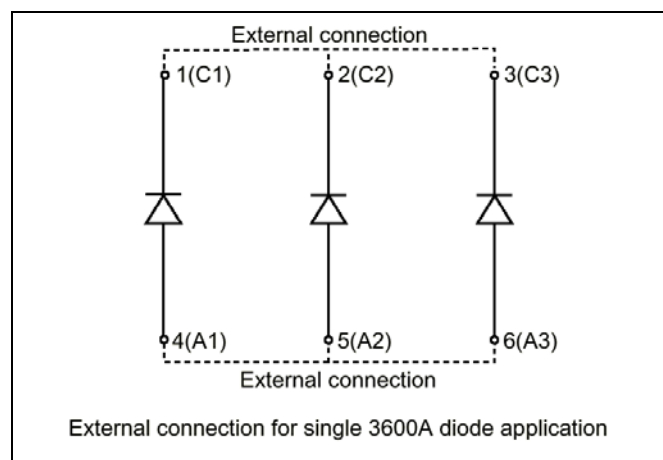 External connection
1(C1)
2(C2)
3(C3)
4(A1)
5(A2)
6(A3)
External connection
External connection for single 3600A diode application